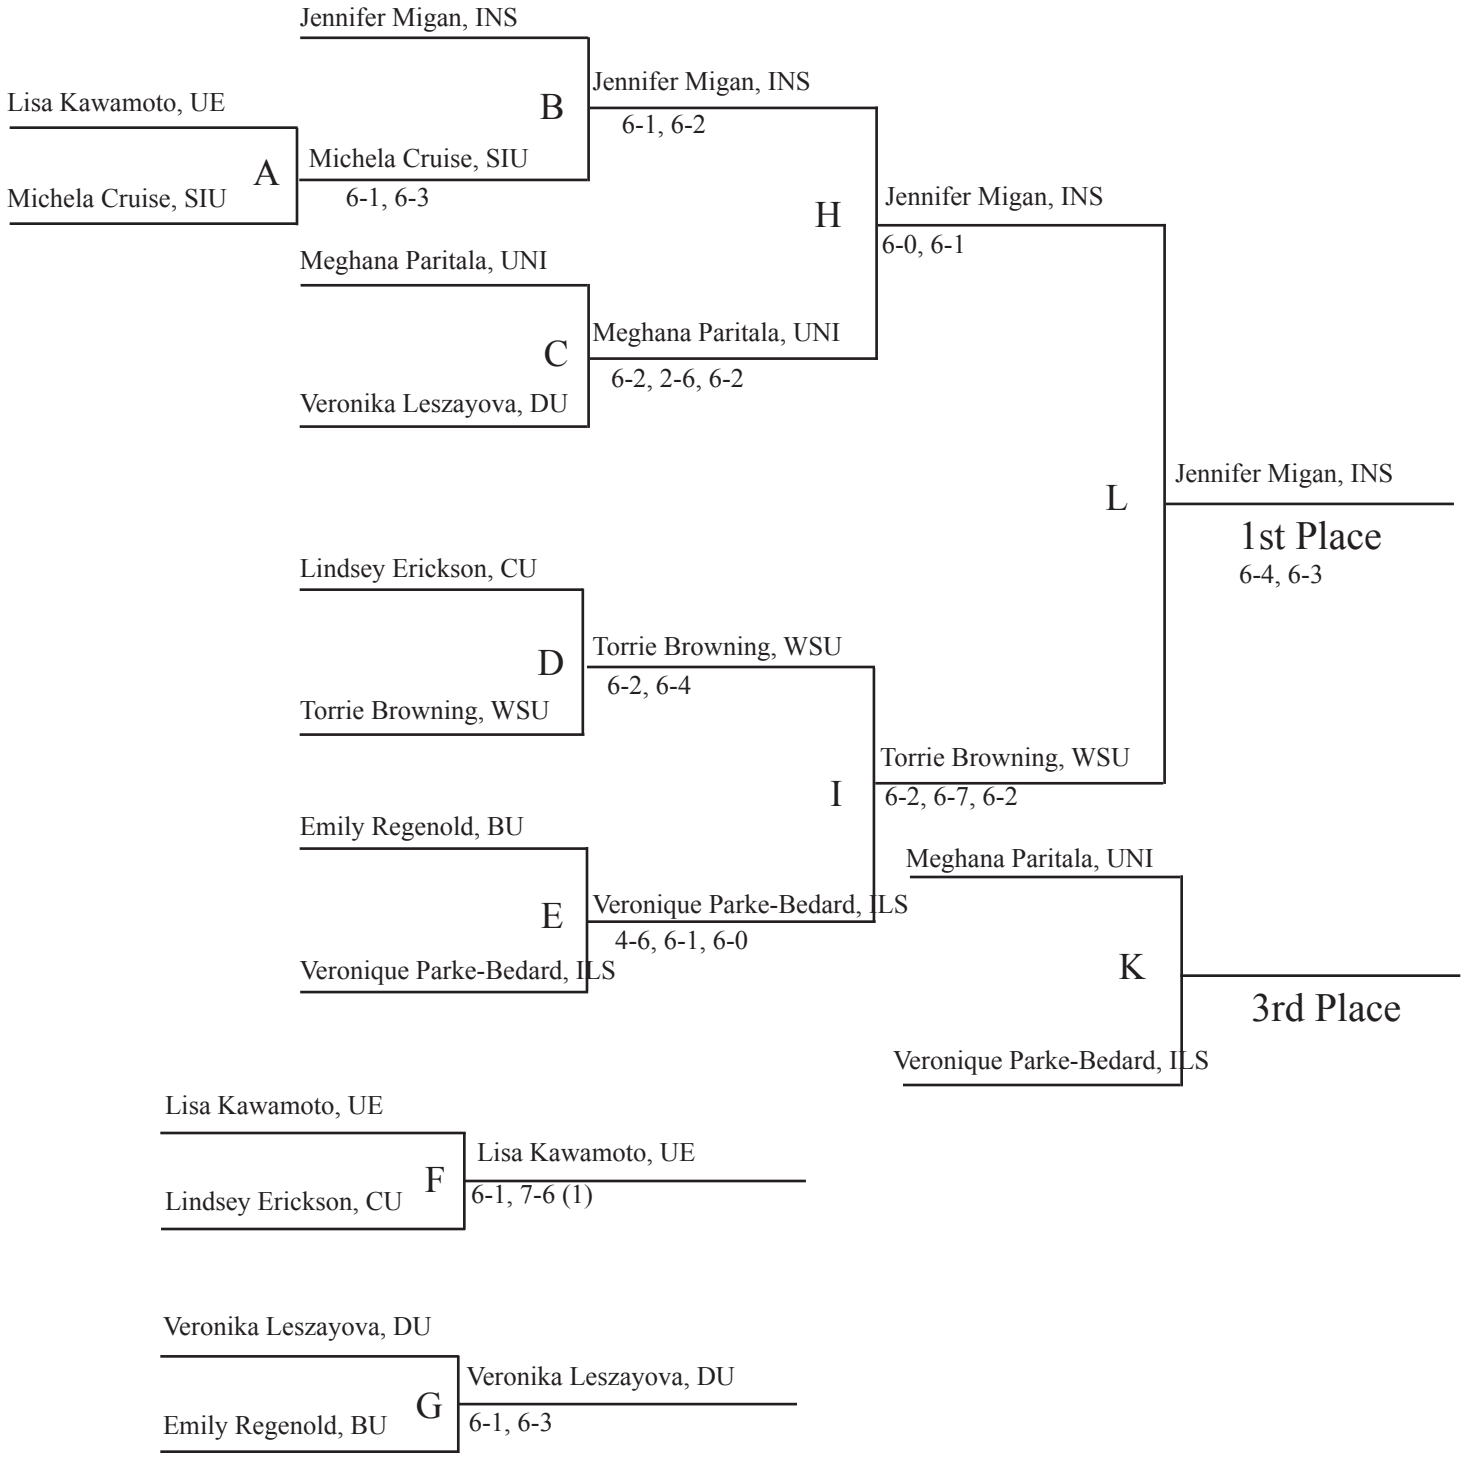 Jennifer Migan, INS
Jennifer Migan, INS
B
6-1, 6-2
Lisa Kawamoto, UE
Michela Cruise, SIU
A
Michela Cruise, SIU
6-1, 6-3
Jennifer Migan, INS
H
6-0, 6-1
Meghana Paritala, UNI
Meghana Paritala, UNI
C
6-2, 2-6, 6-2
Veronika Leszayova, DU
Jennifer Migan, INS
L
1st Place
6-4, 6-3
Lindsey Erickson, CU
Torrie Browning, WSU
D
6-2, 6-4
Torrie Browning, WSU
Torrie Browning, WSU
I
6-2, 6-7, 6-2
Emily Regenold, BU
Meghana Paritala, UNI
Veronique Parke-Bedard, ILS
E
4-6, 6-1, 6-0
Veronique Parke-Bedard, ILS
K
3rd Place
Veronique Parke-Bedard, ILS
Lisa Kawamoto, UE
Lisa Kawamoto, UE
F
6-1, 7-6 (1)
Lindsey Erickson, CU
Veronika Leszayova, DU
Veronika Leszayova, DU
G
6-1, 6-3
Emily Regenold, BU